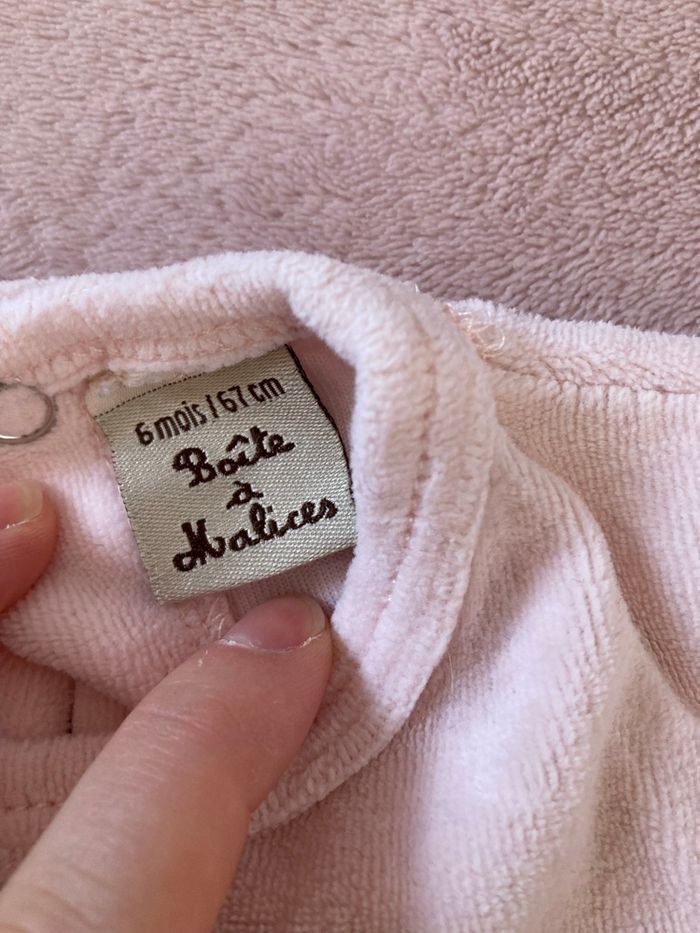 6 mois / 67 cm
Boîte
à
Malices